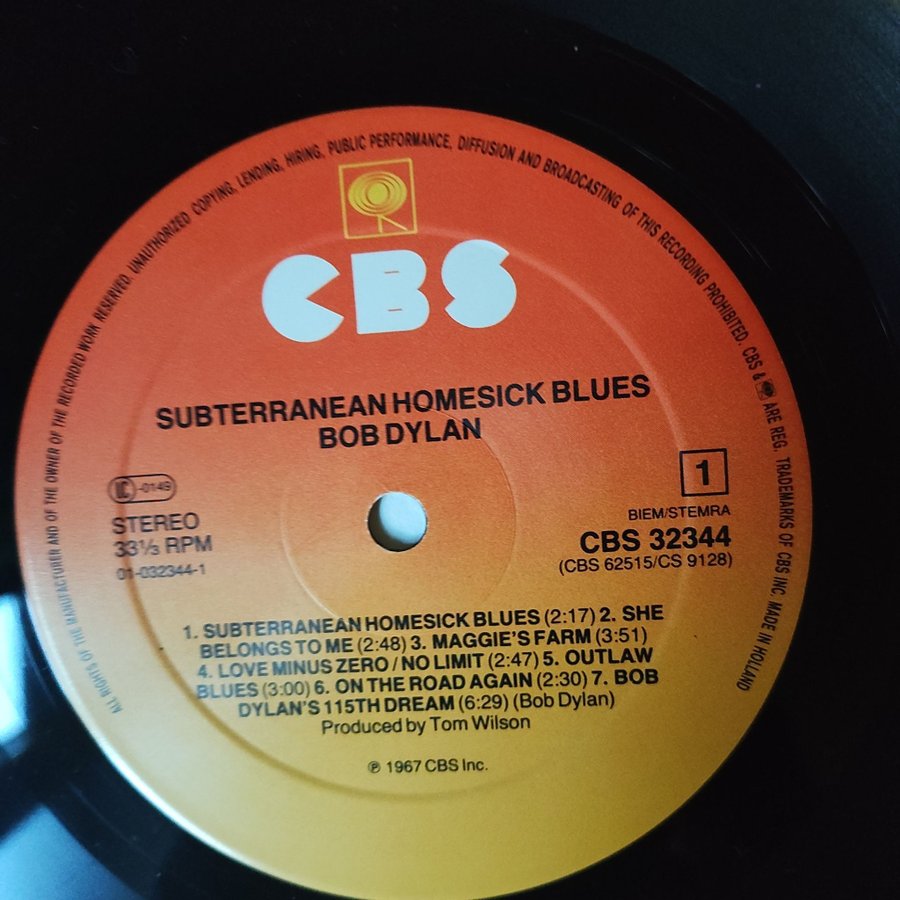 ALL RIGHTS OF THE MANUFACTURER AND OF THE OWNER OF THE RECORDED WORK RESERVED. UNAUTHORIZED COPYING, LENDING, HIRING, PUBLIC PERFORMANCE, DIFFUSION AND BROADCASTING OF THIS RECORDING PROHIBITED. CBS & ARE REG. TRADEMARKS OF CBS INC. MADE IN HOLLAND
CBS
SUBTERRANEAN HOMESICK BLUES
BOB DYLAN
LC-0149
STEREO
33⅓ RPM
01-032344-1
1
BIEM/STEMRA
CBS 32344
(CBS 62515/CS 9128)
1. SUBTERRANEAN HOMESICK BLUES (2:17) 2. SHE
BELONGS TO ME (2:48) 3. MAGGIE'S FARM (3:51)
4. LOVE MINUS ZERO / NO LIMIT (2:47) 5. OUTLAW
BLUES (3:00) 6. ON THE ROAD AGAIN (2:30) 7. BOB
DYLAN'S 115TH DREAM (6:29) (Bob Dylan)
Produced by Tom Wilson
℗ 1967 CBS Inc.